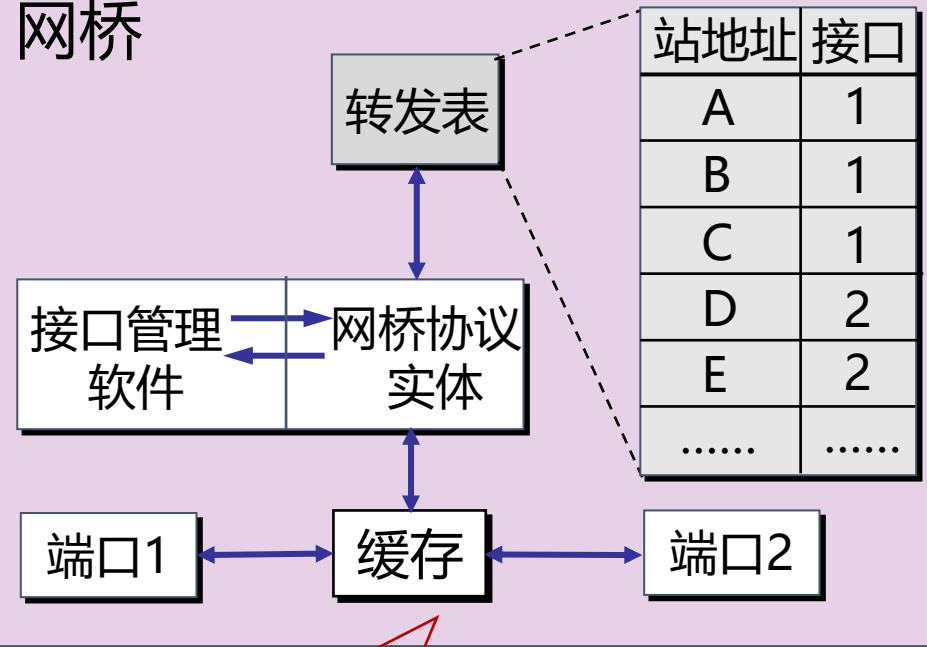 网桥
转发表
站地址 接口
A 1
B 1
C 1
D 2
E 2
...... ......
接口管理
软件
网桥协议
实体
端口1
缓存
端口2